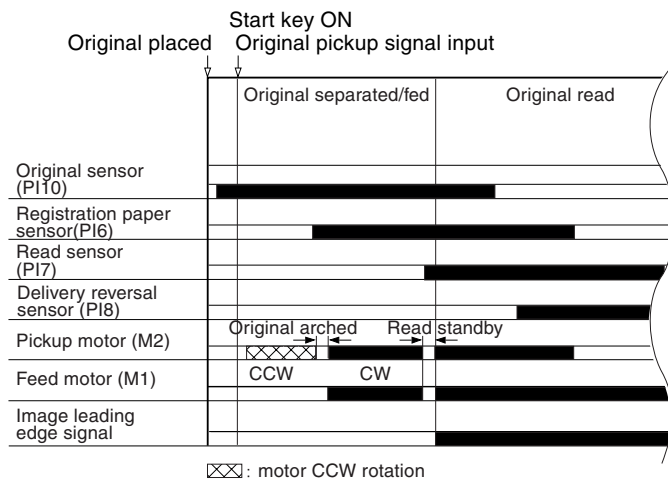 Start key ON
Original placed
Original pickup signal input
Original separated/fed
Original read
Original sensor
(PI10)
Registration paper
sensor(PI6)
Read sensor
(PI7)
Delivery reversal
sensor (PI8)
Original arched
Read standby
Pickup motor (M2)
CCW
CW
Feed motor (M1)
Image leading
edge signal
: motor CCW rotation